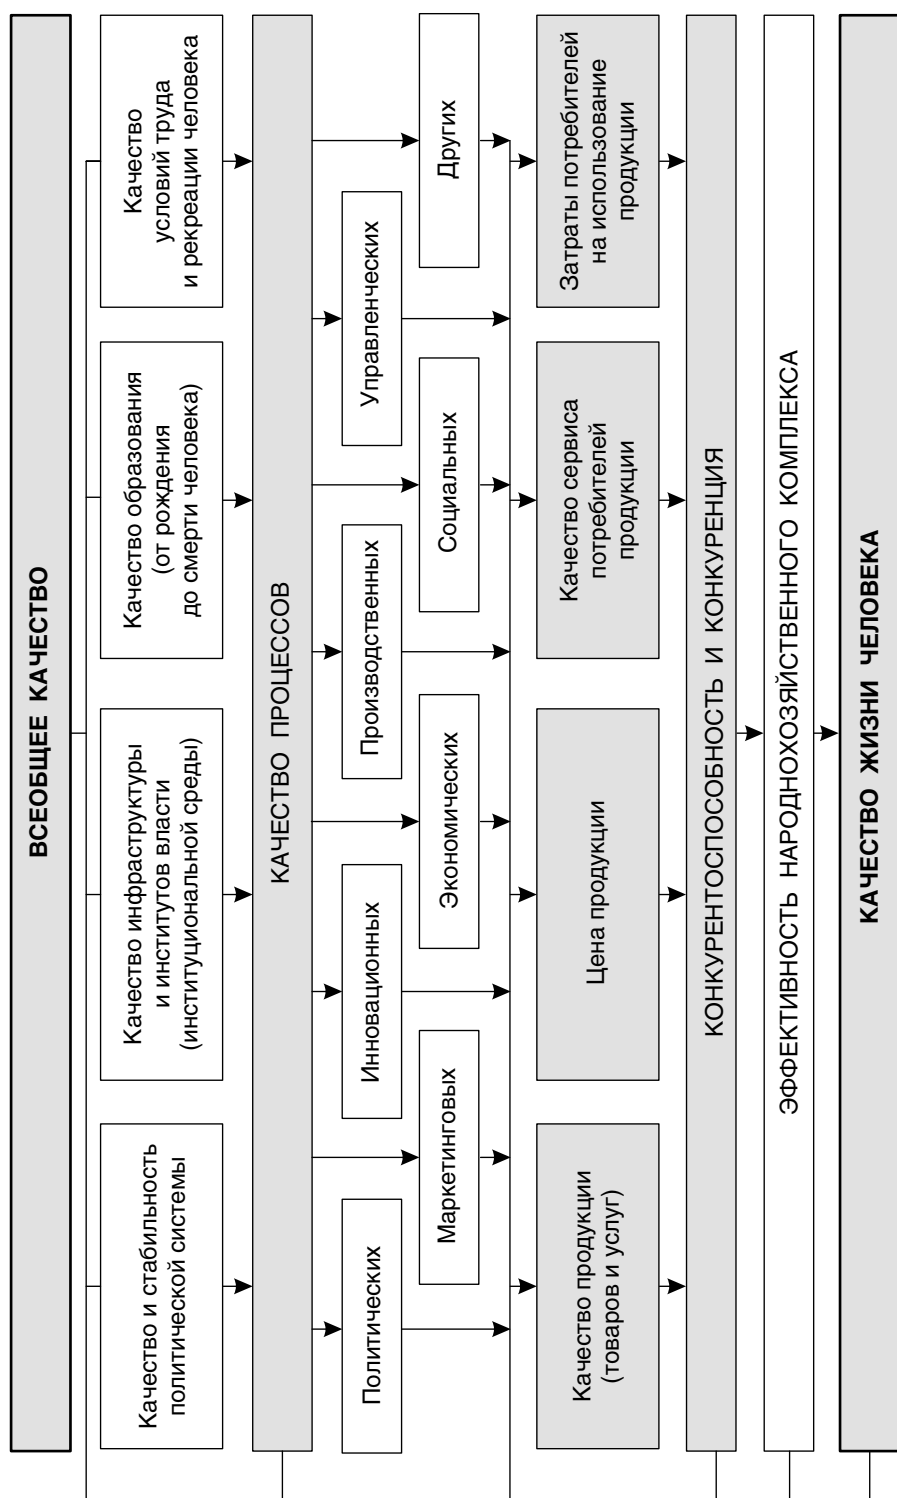 ВСЕОБЩЕЕ КАЧЕСТВО
Качество и стабильность
политической системы
Качество инфраструктуры
и институтов власти
(институциональной среды)
Качество образования
(от рождения
до смерти человека)
Качество
условий труда
и рекреации человека
КАЧЕСТВО ПРОЦЕССОВ
Политических
Инновационных
Производственных
Управленческих
Маркетинговых
Экономических
Социальных
Других
Качество продукции
(товаров и услуг)
Цена продукции
Качество сервиса
потребителей
продукции
Затраты потребителей
на использование
продукции
КОНКУРЕНТОСПОСОБНОСТЬ И КОНКУРЕНЦИЯ
ЭФФЕКТИВНОСТЬ НАРОДНОХОЗЯЙСТВЕННОГО КОМПЛЕКСА
КАЧЕСТВО ЖИЗНИ ЧЕЛОВЕКА